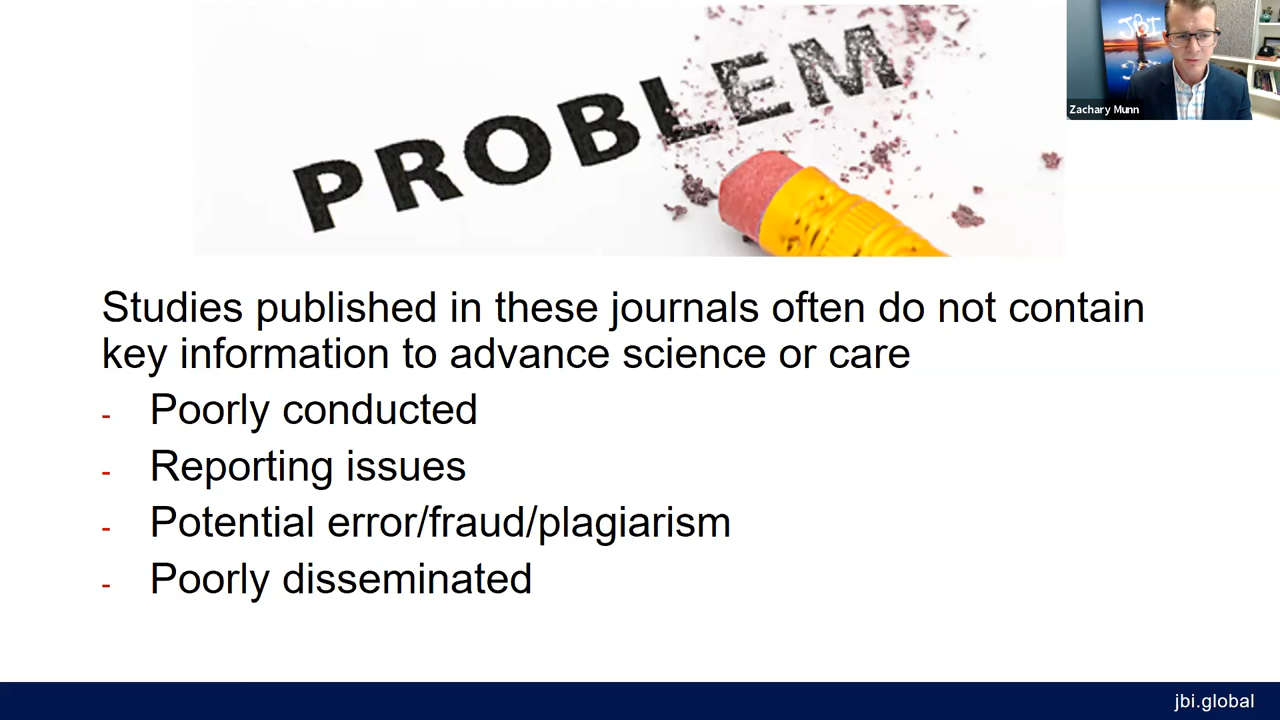 PROBLEM
JBI
Zachary Munn
Studies published in these journals often do not contain
key information to advance science or care
- Poorly conducted
- Reporting issues
- Potential error/fraud/plagiarism
- Poorly disseminated
jbi.global